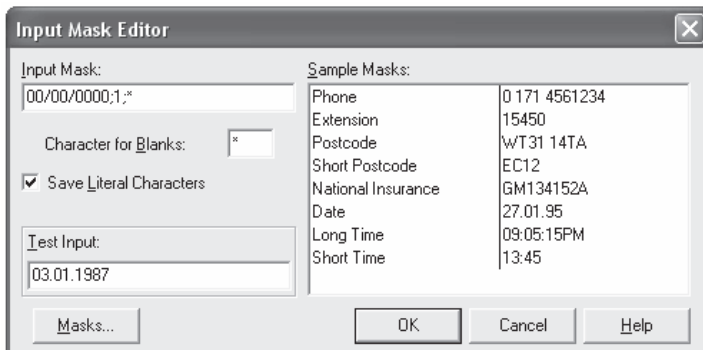 Input Mask Editor
Input Mask:
00/00/0000;1;*
Character for Blanks: *
Save Literal Characters
Test Input:
03.01.1987
Masks...
Sample Masks:
Phone 0 171 4561234
Extension 15450
Postcode WT31 14TA
Short Postcode EC12
National Insurance GM134152A
Date 27.01.95
Long Time 09:05:15PM
Short Time 13:45
OK Cancel Help